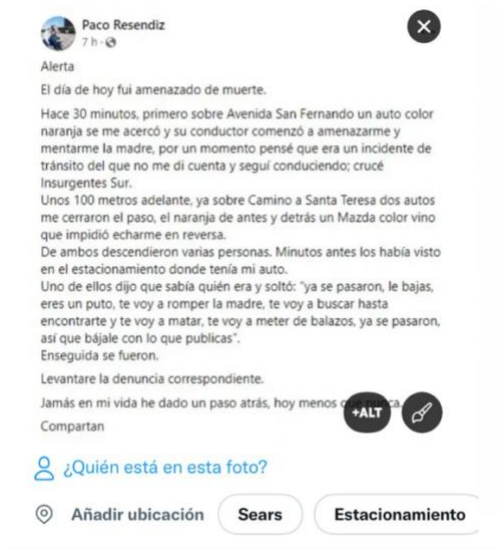 Paco Resendiz
7 h
Alerta
El día de hoy fui amenazado de muerte.
Hace 30 minutos, primero sobre Avenida San Fernando un auto color
naranja se me acercó y su conductor comenzó a amenazarme y
mentarme la madre, por un momento pensé que era un incidente de
tránsito del que no me di cuenta y seguí conduciendo; crucé
Insurgentes Sur.
Unos 100 metros adelante, ya sobre Camino a Santa Teresa dos autos
me cerraron el paso, el naranja de antes y detrás un Mazda color vino
que impidió echarme en reversa.
De ambos descendieron varias personas. Minutos antes los había visto
en el estacionamiento donde tenía mi auto.
Uno de ellos dijo que sabía quién era y soltó: "ya se pasaron, le bajas,
eres un puto, te voy a romper la madre, te voy a buscar hasta
encontrarte y te voy a matar, te voy a meter de balazos, ya se pasaron,
así que bájale con lo que publicas".
Enseguida se fueron.
Levantare la denuncia correspondiente.
Jamás en mi vida he dado un paso atrás, hoy menos que nunca.
Compartan
+ALT
¿Quién está en esta foto?
Añadir ubicación Sears Estacionamiento